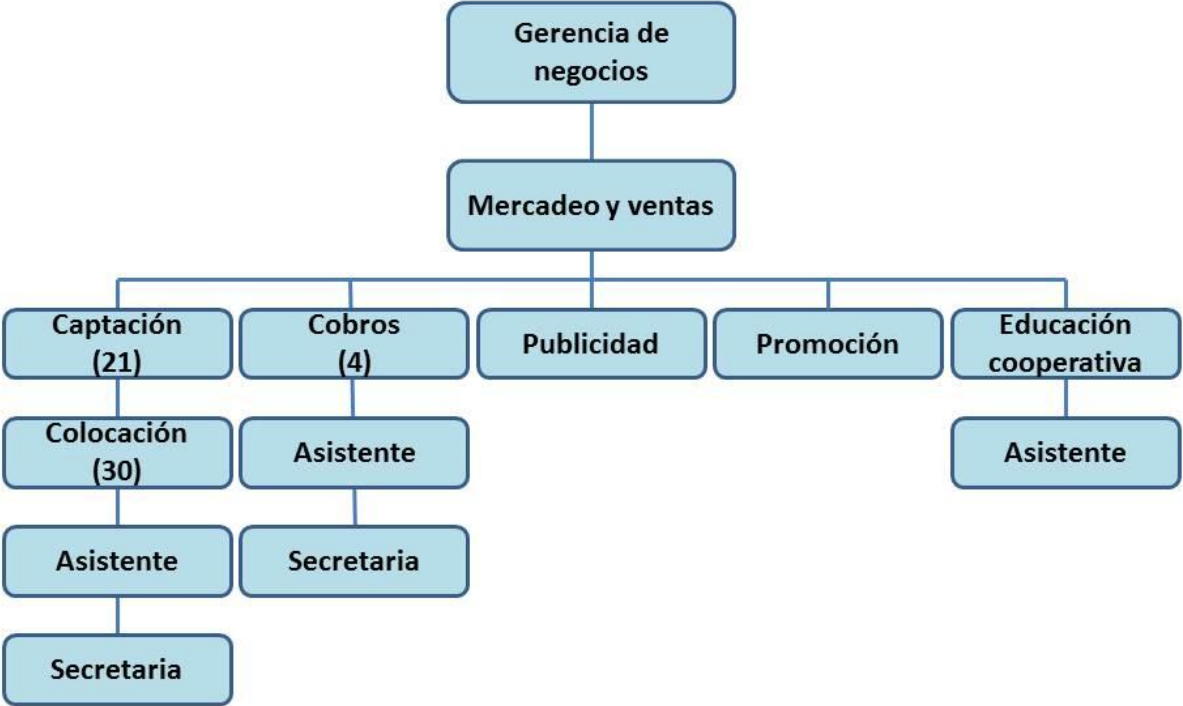 Gerencia de
negocios
Mercadeo y ventas
Captación
(21)
Cobros
(4)
Publicidad
Promoción
Educación
cooperativa
Colocación
(30)
Asistente
Asistente
Asistente
Secretaria
Secretaria